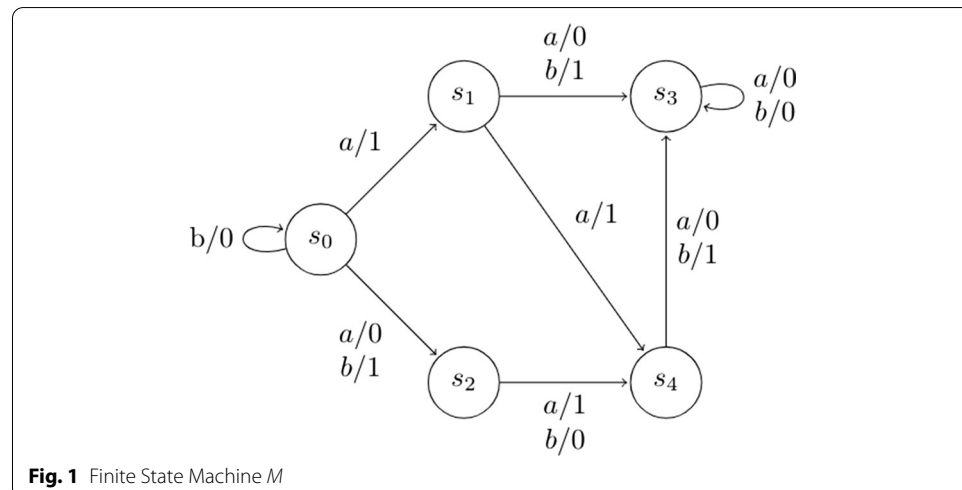 a/0
b/1
s1
s3
a/0
b/0
a/1
b/0
s0
a/1
a/0
b/1
a/0
b/1
s2
s4
a/1
b/0
Fig. 1 Finite State Machine M